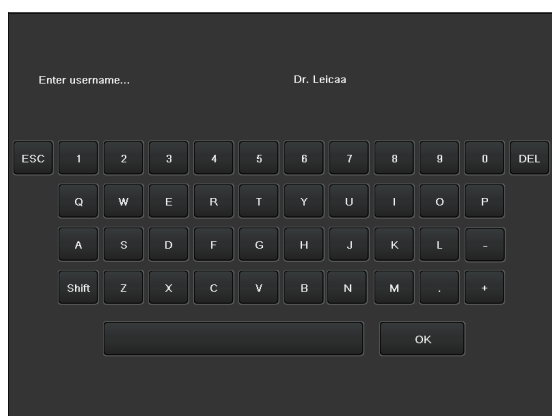 Enter username... Dr. Leicaa
ESC 1 2 3 4 5 6 7 8 9 0 DEL
Q W E R T Y U I O P
A S D F G H J K L -
Shift Z X C V B N M . +
OK